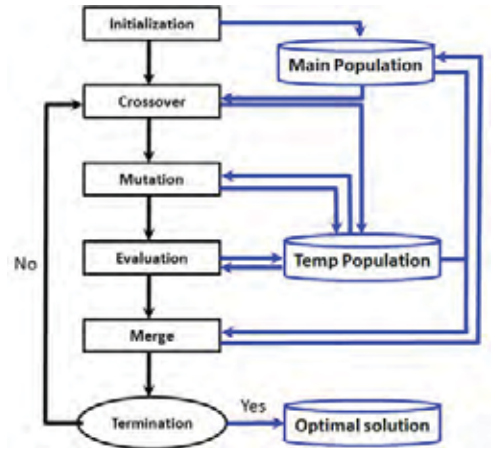 Initialization
Main Population
Crossover
Mutation
No
Evaluation
Temp Population
Merge
Yes
Termination
Optimal solution